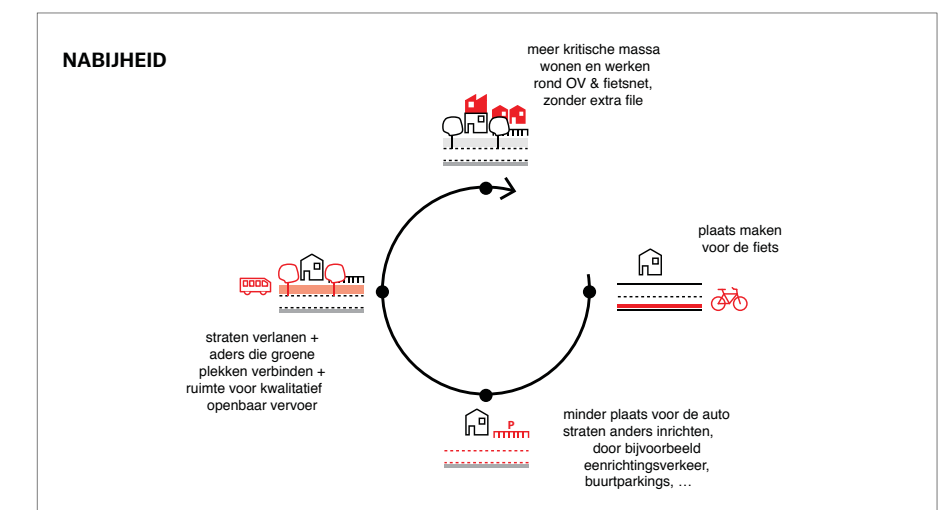 NABIJHEID
meer kritische massa
wonen en werken
rond OV & fietsnet,
zonder extra file
plaats maken
voor de fiets
straten verlanen +
aders die groene
plekken verbinden +
ruimte voor kwalitatief
openbaar vervoer
P
minder plaats voor de auto
straten anders inrichten,
door bijvoorbeeld
eenrichtingsverkeer,
buurtparkings, …